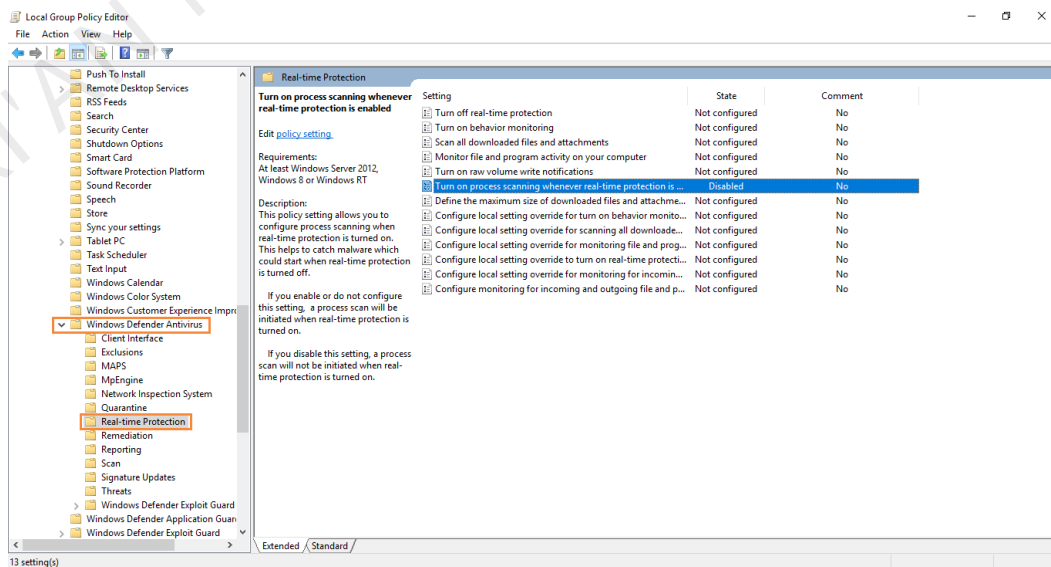 Local Group Policy Editor
File Action View Help
Push To Install
Remote Desktop Services
RSS Feeds
Search
Security Center
Shutdown Options
Smart Card
Software Protection Platform
Sound Recorder
Speech
Store
Sync your settings
Tablet PC
Task Scheduler
Text Input
Windows Calendar
Windows Color System
Windows Customer Experience Impro
Windows Defender Antivirus
Client Interface
Exclusions
MAPS
MpEngine
Network Inspection System
Quarantine
Real-time Protection
Remediation
Reporting
Scan
Signature Updates
Threats
Windows Defender Exploit Guard
Windows Defender Application Guar
Windows Defender Exploit Guard
Real-time Protection
Turn on process scanning whenever
real-time protection is enabled
Edit policy setting
Requirements:
At least Windows Server 2012,
Windows 8 or Windows RT
Description:
This policy setting allows you to
configure process scanning when
real-time protection is turned on.
This helps to catch malware which
could start when real-time protection
is turned off.
If you enable or do not configure
this setting, a process scan will be
initiated when real-time protection is
turned on.
If you disable this setting, a process
scan will not be initiated when real-
time protection is turned on.
Setting State Comment
Turn off real-time protection Not configured No
Turn on behavior monitoring Not configured No
Scan all downloaded files and attachments Not configured No
Monitor file and program activity on your computer Not configured No
Turn on raw volume write notifications Not configured No
Turn on process scanning whenever real-time protection is ... Disabled No
Define the maximum size of downloaded files and attachme... Not configured No
Configure local setting override for turn on behavior monito... Not configured No
Configure local setting override for scanning all downloade... Not configured No
Configure local setting override for monitoring file and prog... Not configured No
Configure local setting override to turn on real-time protecti... Not configured No
Configure local setting override for monitoring for incomin... Not configured No
Configure monitoring for incoming and outgoing file and p... Not configured No
Extended Standard
13 setting(s)